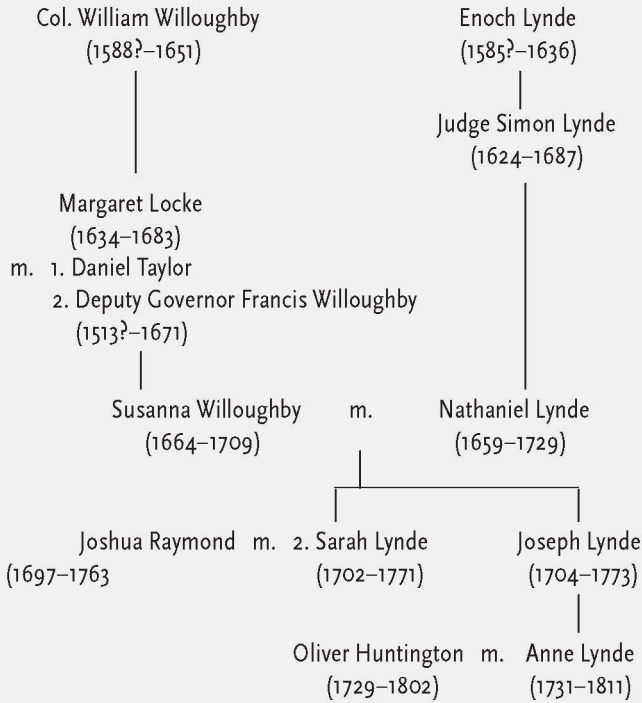 Col. William Willoughby
(1588?–1651)
Enoch Lynde
(1585?–1636)
Judge Simon Lynde
(1624–1687)
Margaret Locke
(1634–1683)
m. 1. Daniel Taylor
2. Deputy Governor Francis Willoughby
(1513?–1671)
Susanna Willoughby m. Nathaniel Lynde
(1664–1709) (1659–1729)
Joshua Raymond m. 2. Sarah Lynde Joseph Lynde
(1697–1763 (1702–1771) (1704–1773)
Oliver Huntington m. Anne Lynde
(1729–1802) (1731–1811)